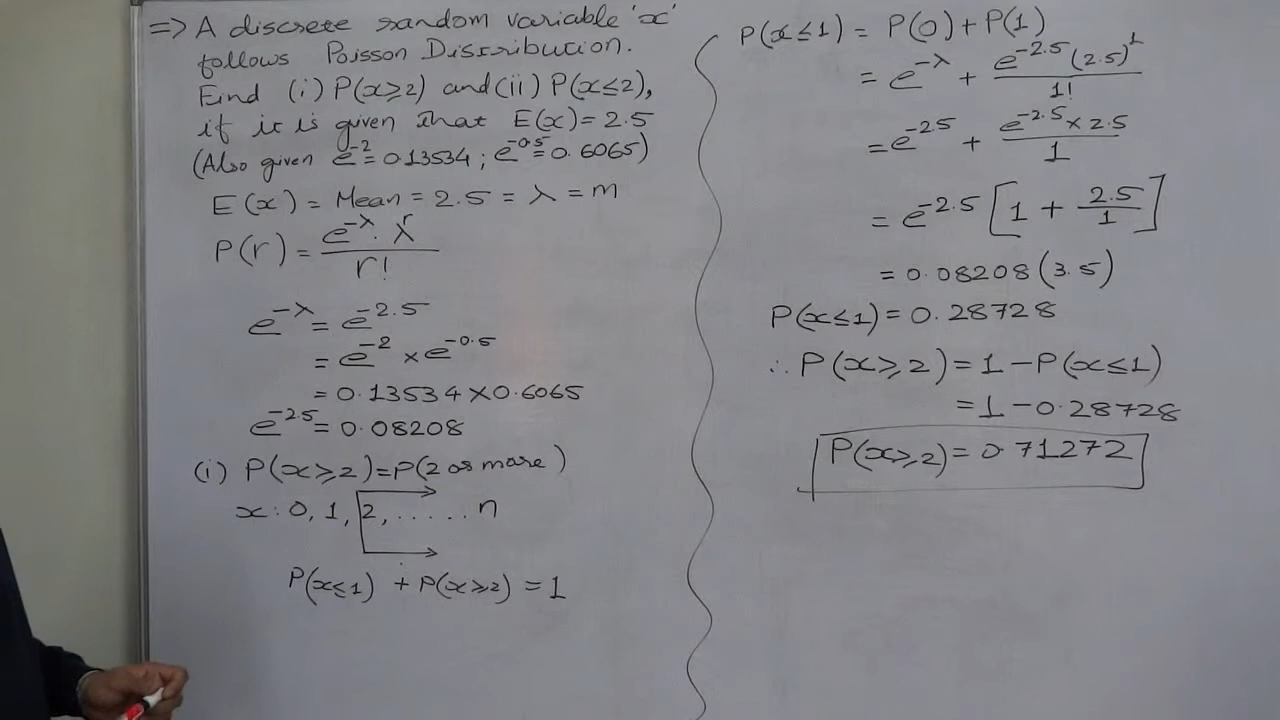 => A discrete random variable 'x'
follows Poisson Distribution.
Find (i) P(x≥2) and (ii) P(x≤2),
if it is given that E(x) = 2.5
(Also given e^-2 = 0.13534 ; e^-0.5 = 0.6065)
E(x) = Mean = 2.5 = λ = m
P(r) = e^-λ . λ^r / r!
e^-λ = e^-2.5
= e^-2 × e^-0.5
= 0.13534 × 0.6065
e^-2.5 = 0.08208
(i) P(x≥2) = P(2 or more)
x : 0, 1, 2, ...... n
P(x≤1) + P(x≥2) = 1
P(x≤1) = P(0) + P(1)
= e^-λ + e^-2.5 (2.5)^1 / 1!
= e^-2.5 + e^-2.5 × 2.5 / 1
= e^-2.5 [1 + 2.5 / 1]
= 0.08208 (3.5)
P(x≤1) = 0.28728
∴ P(x≥2) = 1 - P(x≤1)
= 1 - 0.28728
P(x≥2) = 0.71272